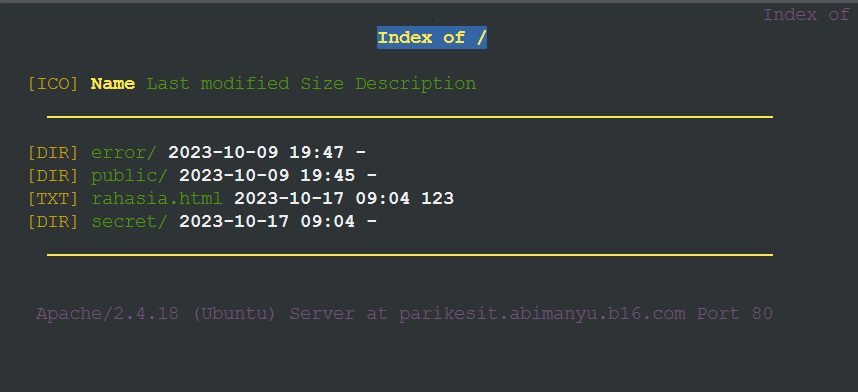 Index of
Index of /
[ICO] Name Last modified Size Description
[DIR] error/ 2023-10-09 19:47 -
[DIR] public/ 2023-10-09 19:45 -
[TXT] rahasia.html 2023-10-17 09:04 123
[DIR] secret/ 2023-10-17 09:04 -
Apache/2.4.18 (Ubuntu) Server at parikesit.abimanyu.b16.com Port 80